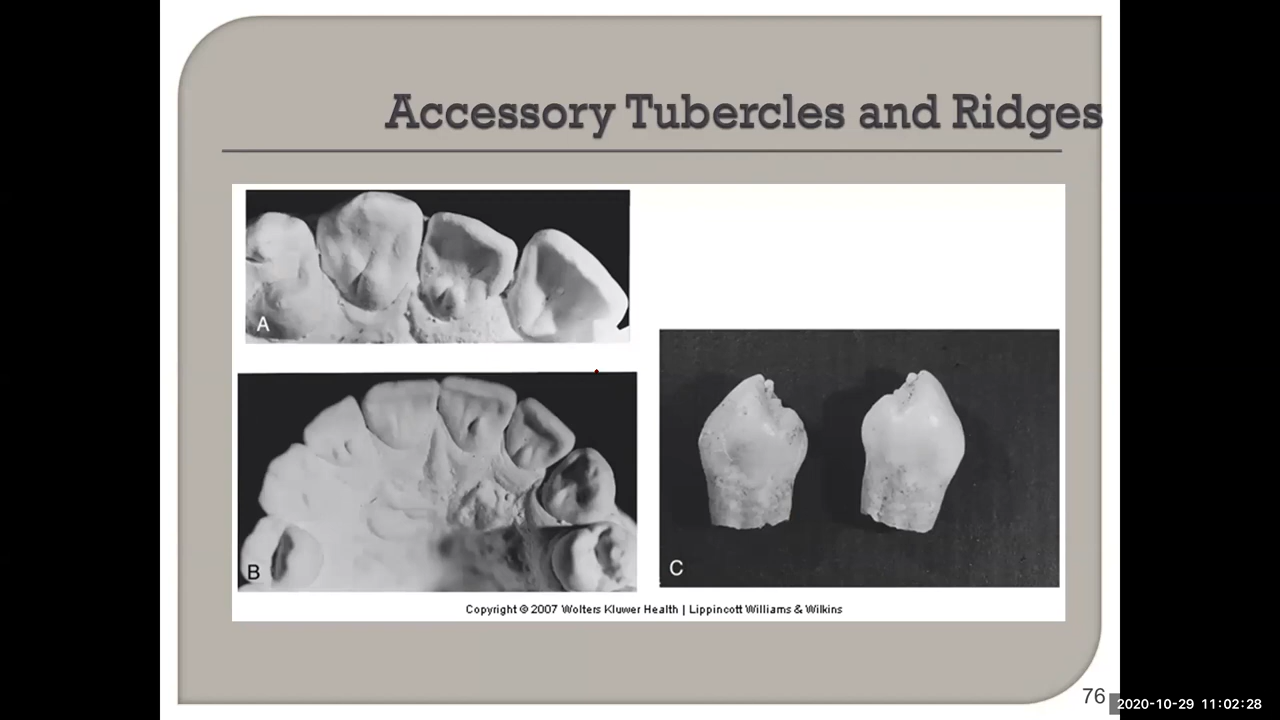 Accessory Tubercles and Ridges
A
B
C
Copyright © 2007 Wolters Kluwer Health | Lippincott Williams & Wilkins
76
2020-10-29 11:02:28